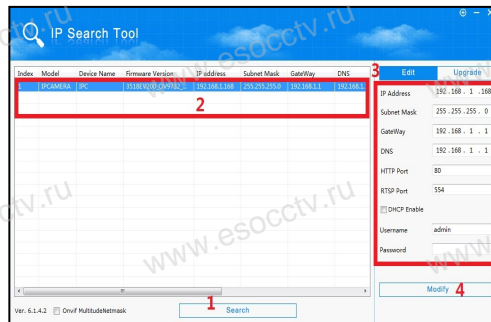 IP Search Tool
Index Model Device Name Firmware Version IP address Subnet Mask GateWay DNS
1 IPCAMERA IPC 3518EV200_OV9732_1 192.168.1.168 255.255.255.0 192.168.1.1 192.168.1.
2
3 Edit Upgrade
IP Address 192 .168 . 1 .168
Subnet Mask 255 .255 .255 . 0
GateWay 192 .168 . 1 . 1
DNS 192 .168 . 1 . 1
HTTP Port 80
RTSP Port 554
DHCP Enable
Username admin
Password
Modify 4
Ver. 6.1.4.2 Onvif MultitudeNetmask 1 Search
www.esocctv.ru